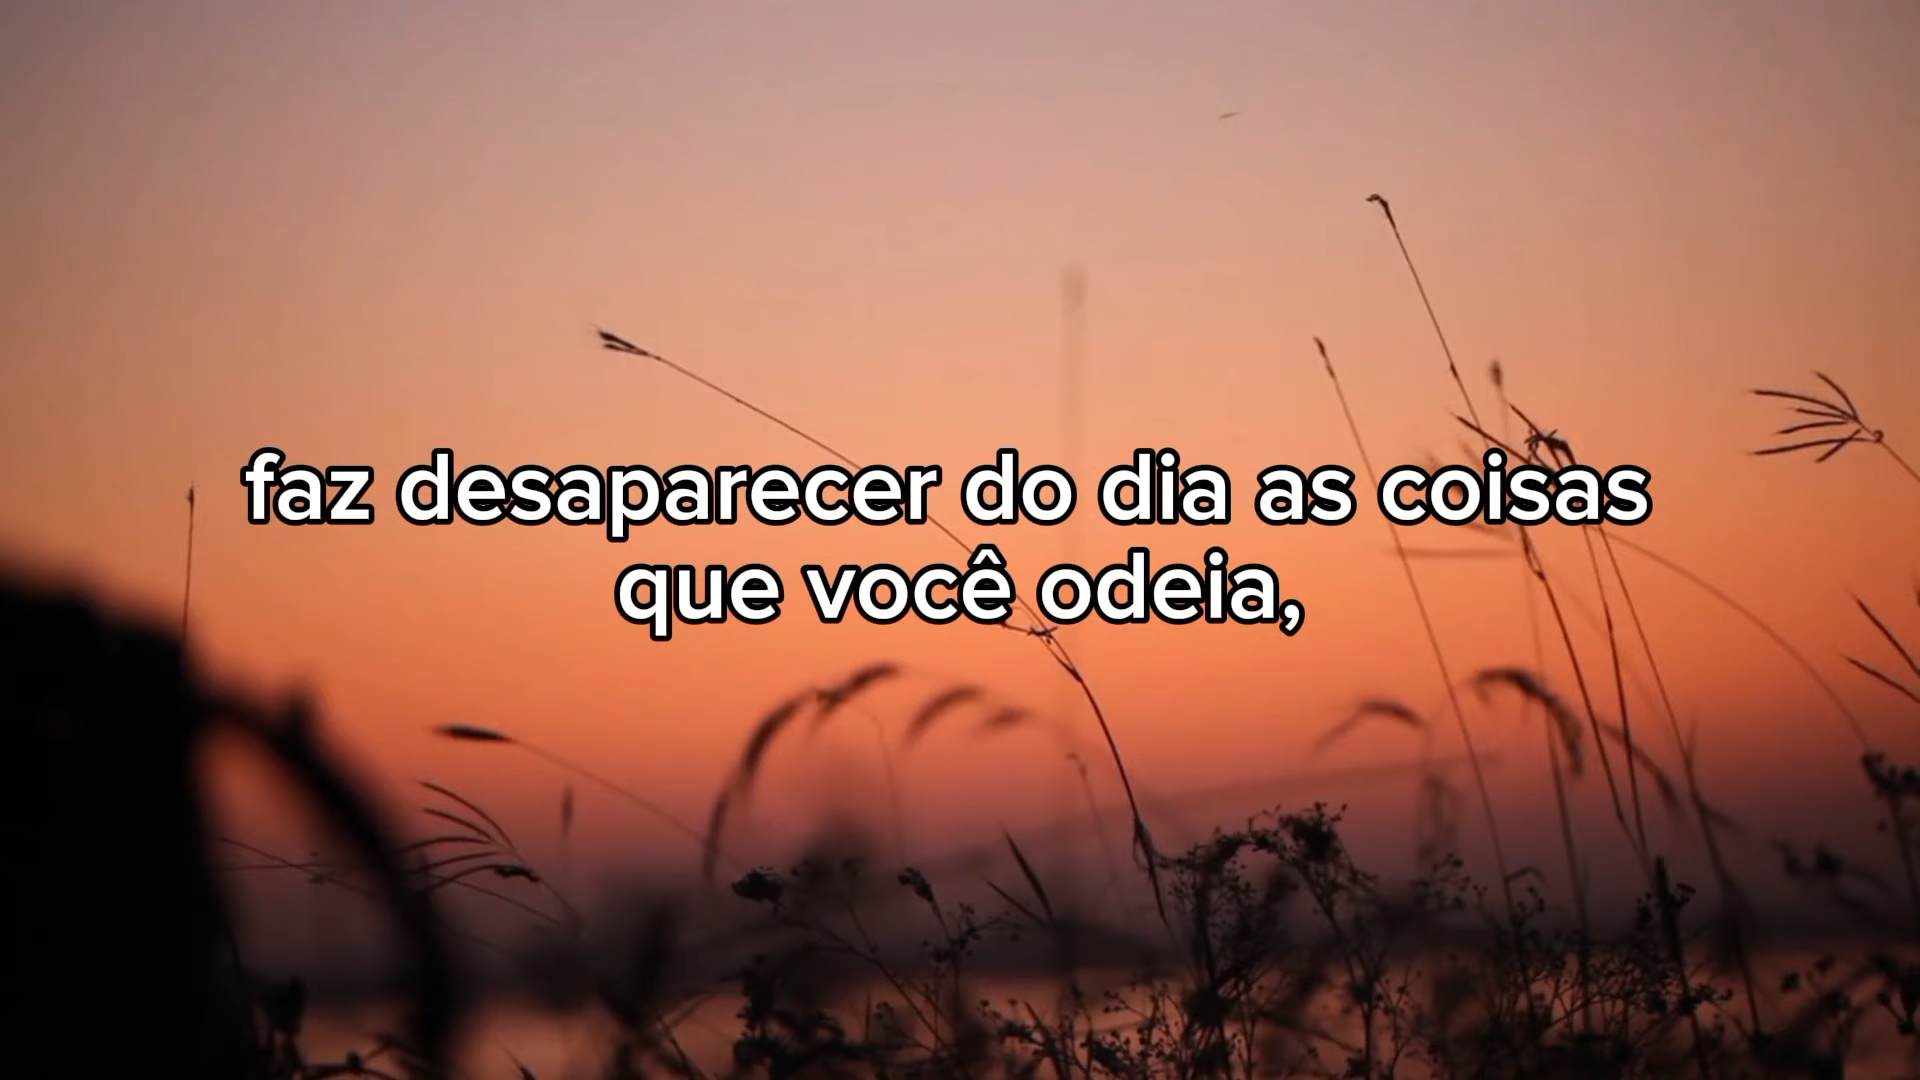 faz desaparecer do dia as coisas
que você odeia,